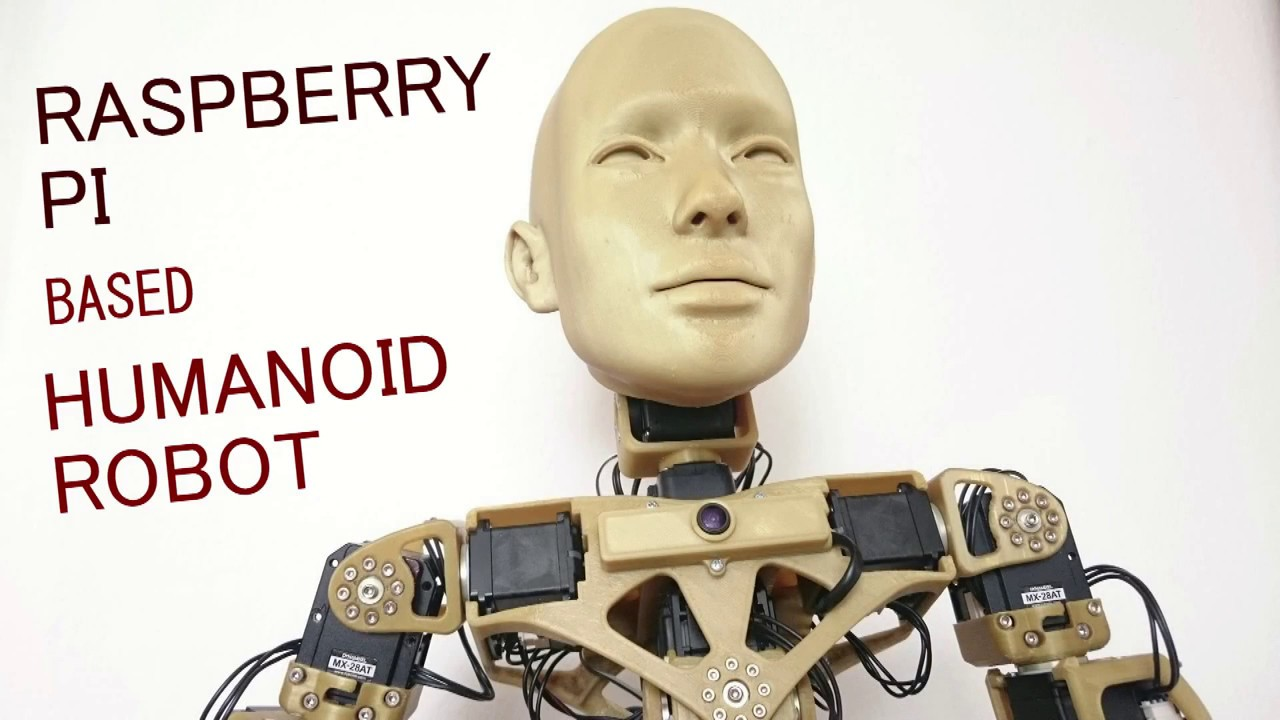 RASPBERRY
PI
BASED
HUMANOID
ROBOT
MX-28AT
MX-28AT